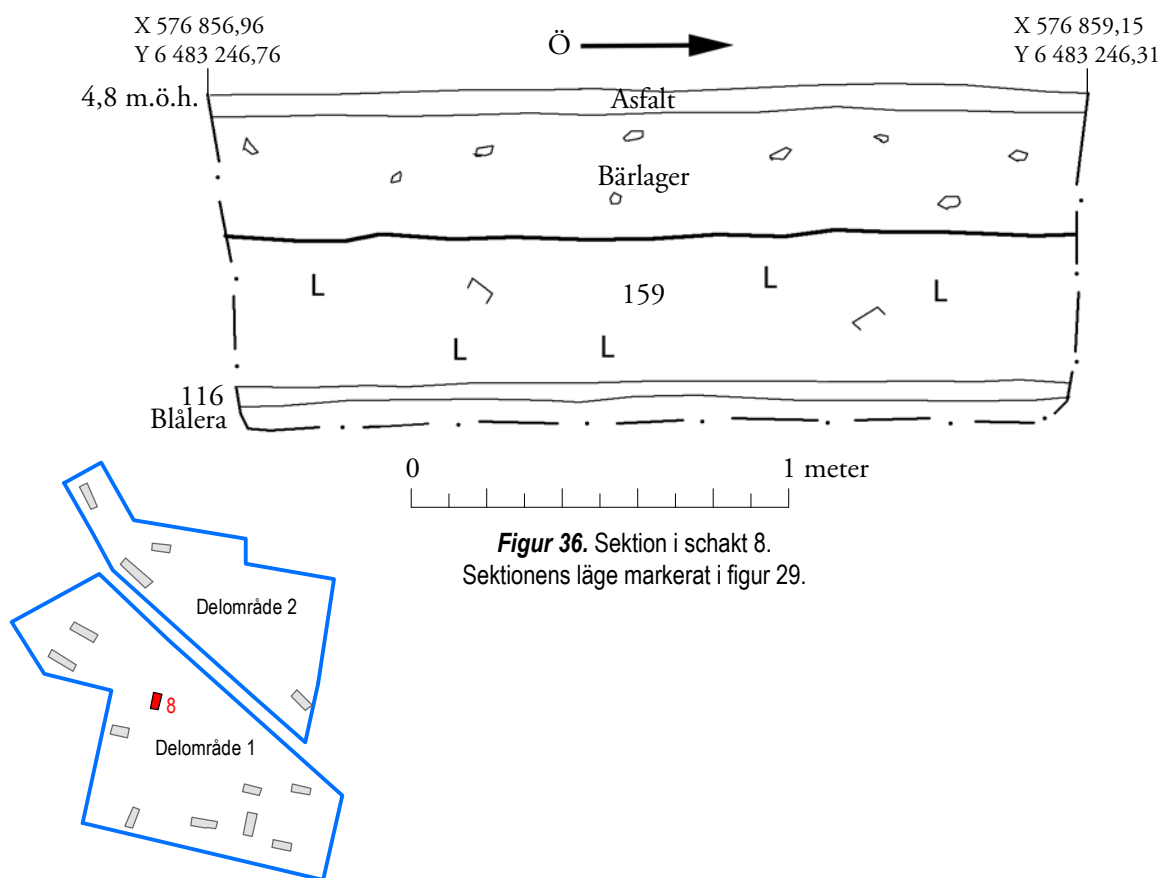 X 576 856,96
Y 6 483 246,76
Ö
X 576 859,15
Y 6 483 246,31
4,8 m.ö.h.
Asfalt
Bärlager
L
159
L
L
L
L
116
Blålera
0
1 meter
Figur 36. Sektion i schakt 8.
Sektionens läge markerat i figur 29.
Delområde 2
8
Delområde 1